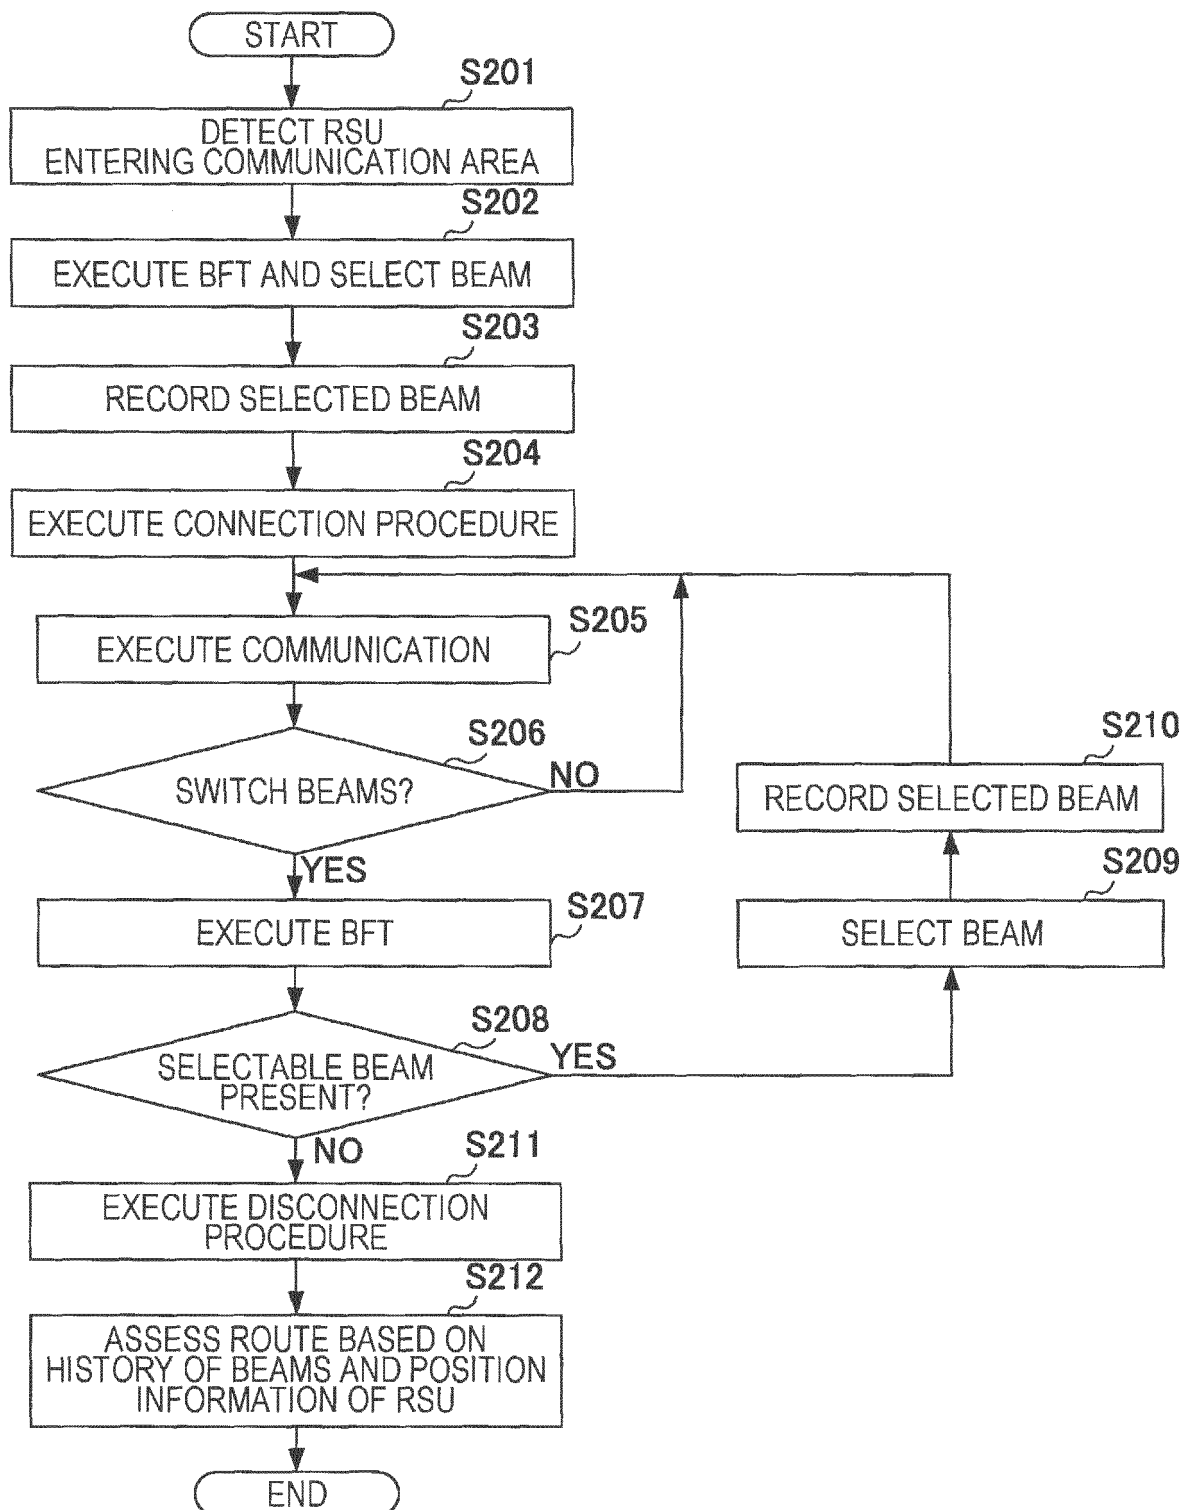 START
S201
DETECT RSU
ENTERING COMMUNICATION AREA
S202
EXECUTE BFT AND SELECT BEAM
S203
RECORD SELECTED BEAM
S204
EXECUTE CONNECTION PROCEDURE
S205
EXECUTE COMMUNICATION
S206
SWITCH BEAMS?
NO
YES
S207
EXECUTE BFT
S208
SELECTABLE BEAM
PRESENT?
YES
S209
SELECT BEAM
S210
RECORD SELECTED BEAM
NO
S211
EXECUTE DISCONNECTION
PROCEDURE
S212
ASSESS ROUTE BASED ON
HISTORY OF BEAMS AND POSITION
INFORMATION OF RSU
END